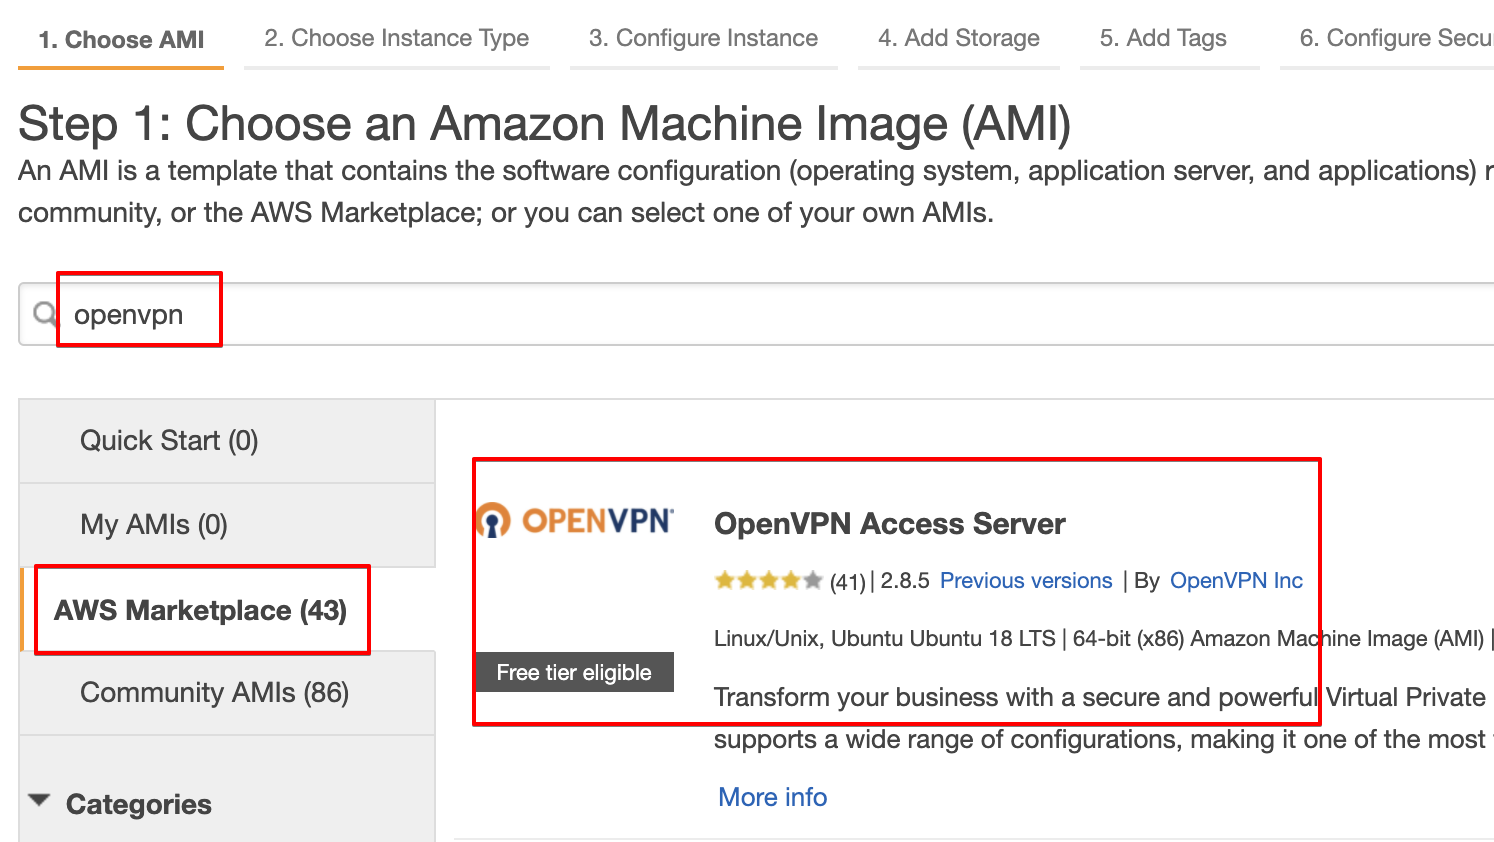 1. Choose AMI 2. Choose Instance Type 3. Configure Instance 4. Add Storage 5. Add Tags 6. Configure Secu
Step 1: Choose an Amazon Machine Image (AMI)
An AMI is a template that contains the software configuration (operating system, application server, and applications) r
community, or the AWS Marketplace; or you can select one of your own AMIs.
openvpn
Quick Start (0)
My AMIs (0)
AWS Marketplace (43)
Community AMIs (86)
Categories
OPENVPN
Free tier eligible
OpenVPN Access Server
(41) | 2.8.5 Previous versions | By OpenVPN Inc
Linux/Unix, Ubuntu Ubuntu 18 LTS | 64-bit (x86) Amazon Machine Image (AMI) |
Transform your business with a secure and powerful Virtual Private
supports a wide range of configurations, making it one of the most
More info